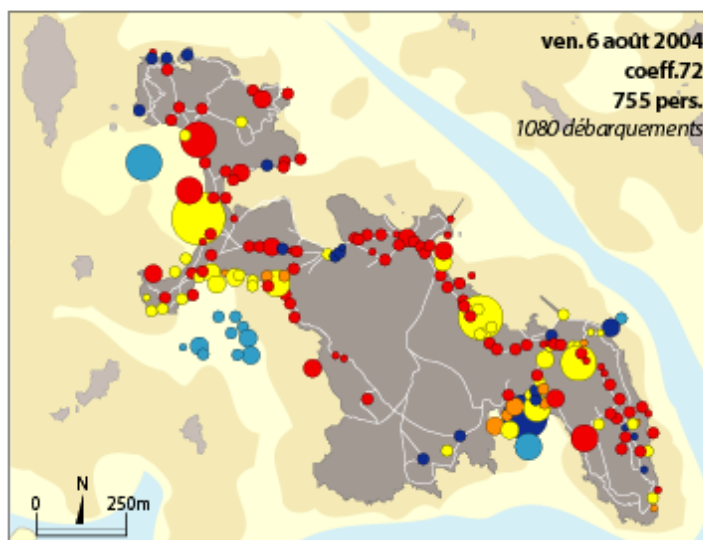 ven. 6 août 2004
coeff.72
755 pers.
1080 débarquements
N
0 250m